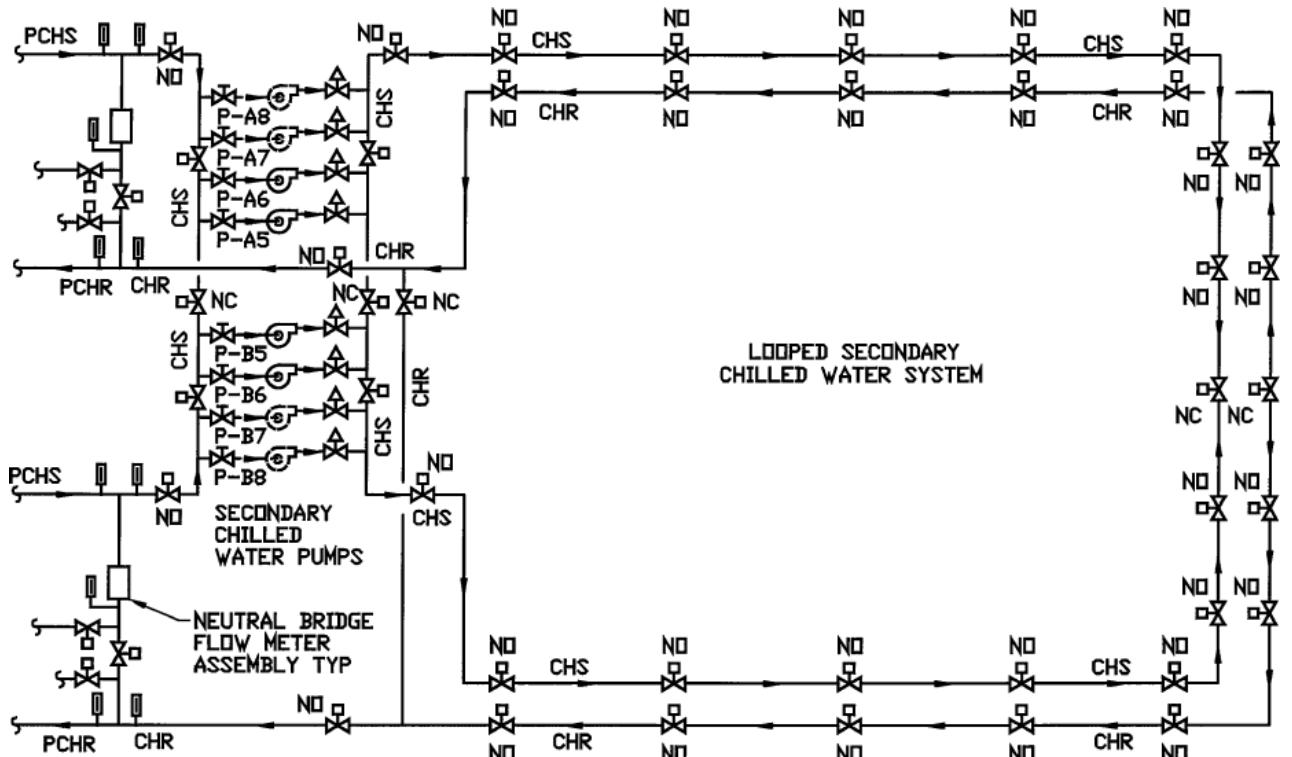 PCHS
NO
NO
NO
CHS
NO
NO
NO
CHS
NO
NO
CHR
NO
NO
NO
CHR
NO
CHS
P-A8
P-A7
P-A6
P-A5
CHS
NO
NO
NO
CHR
PCHR
CHR
NO
NO
NC
NC
NC
CHS
P-B5
P-B6
P-B7
P-B8
CHR
CHS
LOOPED SECONDARY
CHILLED WATER SYSTEM
NC
NC
PCHS
NO
NO
CHS
NO
NO
SECONDARY
CHILLED
WATER PUMPS
NO
NO
NEUTRAL BRIDGE
FLOW METER
ASSEMBLY TYP
NO
CHS
NO
NO
NO
CHS
NO
NO
PCHR
CHR
NO
CHR
NO
NO
NO
CHR
NO